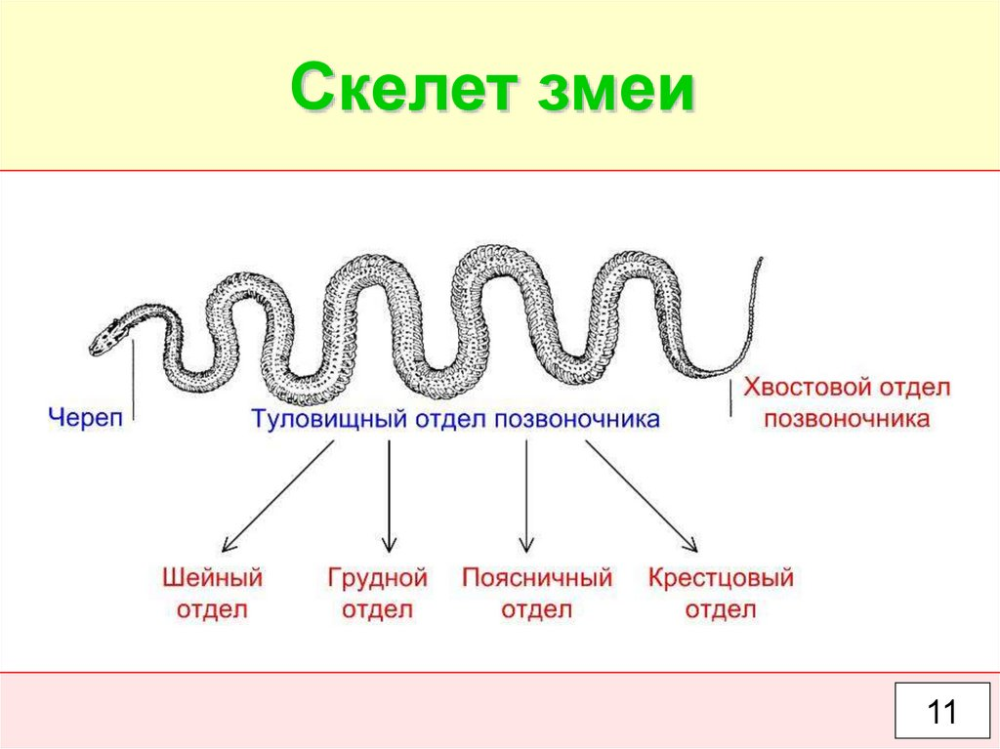 Скелет змеи
Череп
Туловищный отдел позвоночника
Хвостовой отдел
позвоночника
Шейный
отдел
Грудной
отдел
Поясничный
отдел
Крестцовый
отдел
11